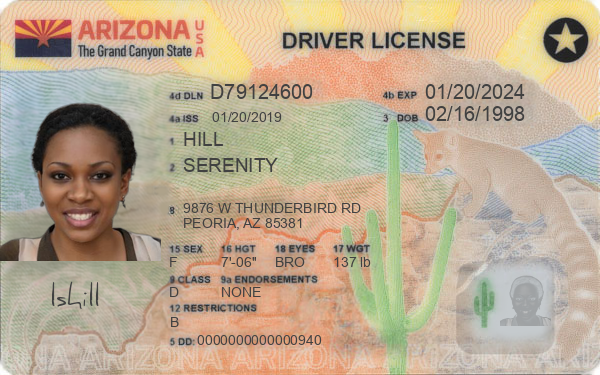 ARIZONA USA
The Grand Canyon State
DRIVER LICENSE
4d DLN D79124600
4b EXP 01/20/2024
4a ISS 01/20/2019
3 DOB 02/16/1998
1 HILL
2 SERENITY
8 9876 W THUNDERBIRD RD
PEORIA, AZ 85381
15 SEX 16 HGT 18 EYES 17 WGT
F 7'-06" BRO 137 lb
9 CLASS 9a ENDORSEMENTS
D NONE
12 RESTRICTIONS
B
5 DD: 0000000000000940
Ishill
ONA ARIZONA ARIZONA ARIZONA ARIZONA ARIZON